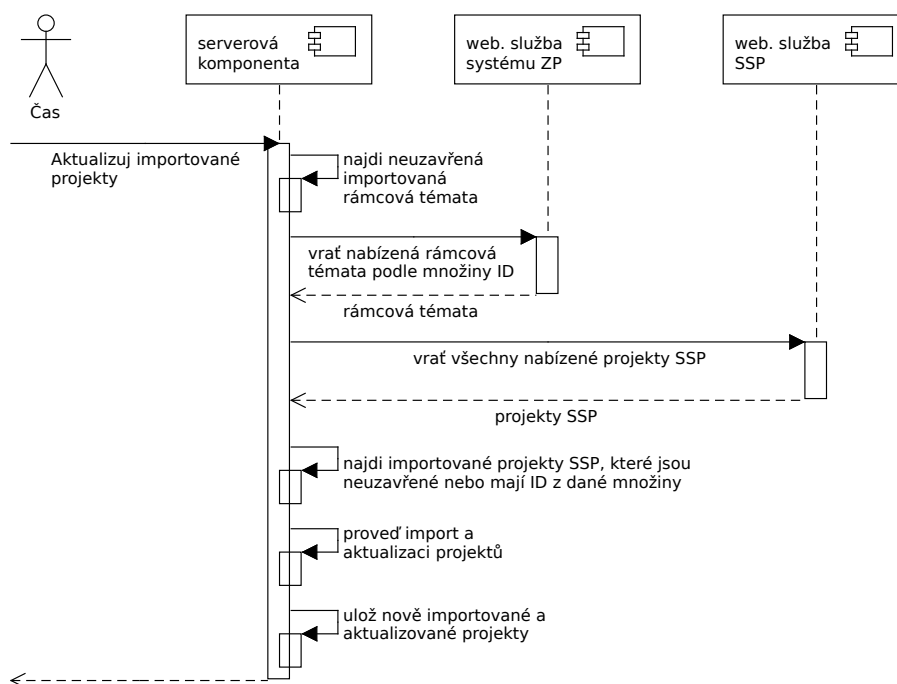 serverová
komponenta
web. služba
systému ZP
web. služba
SSP
Čas
Aktualizuj importované
projekty
najdi neuzavřená
importovaná
rámcová témata
vrať nabízená rámcová
témata podle množiny ID
rámcová témata
vrať všechny nabízené projekty SSP
projekty SSP
najdi importované projekty SSP, které jsou
neuzavřené nebo mají ID z dané množiny
proveď import a
aktualizaci projektů
ulož nově importované a
aktualizované projekty